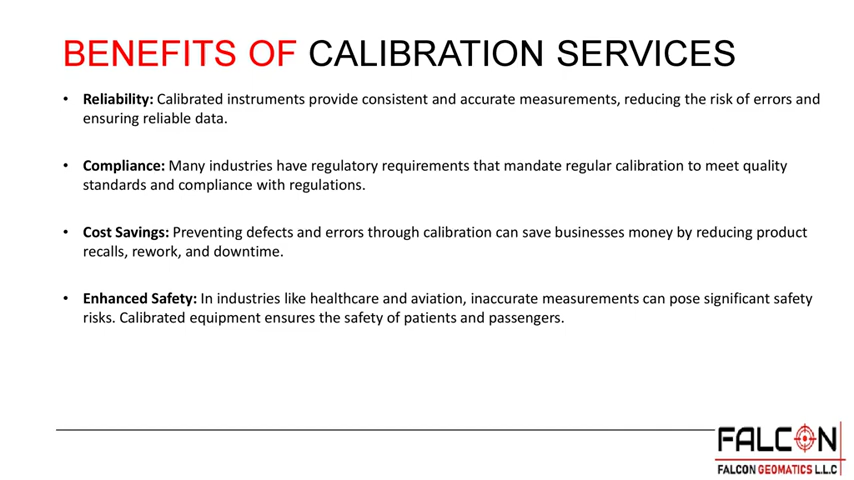 BENEFITS OF CALIBRATION SERVICES
• Reliability: Calibrated instruments provide consistent and accurate measurements, reducing the risk of errors and
ensuring reliable data.
• Compliance: Many industries have regulatory requirements that mandate regular calibration to meet quality
standards and compliance with regulations.
• Cost Savings: Preventing defects and errors through calibration can save businesses money by reducing product
recalls, rework, and downtime.
• Enhanced Safety: In industries like healthcare and aviation, inaccurate measurements can pose significant safety
risks. Calibrated equipment ensures the safety of patients and passengers.
FALCON
FALCON GEOMATICS L.L.C